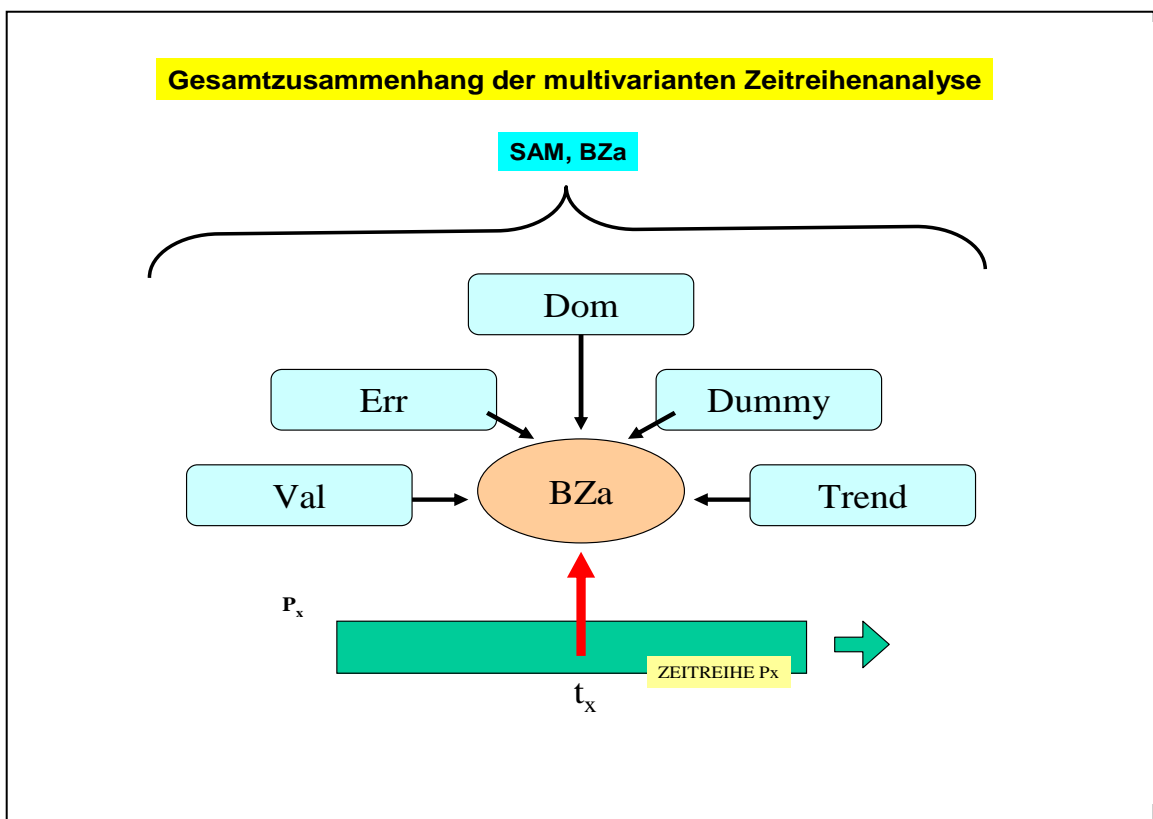 Gesamtzusammenhang der multivarianten Zeitreihenanalyse
SAM, BZa
Dom
Err
Dummy
Val
BZa
Trend
Px
ZEITREIHE Px
tx